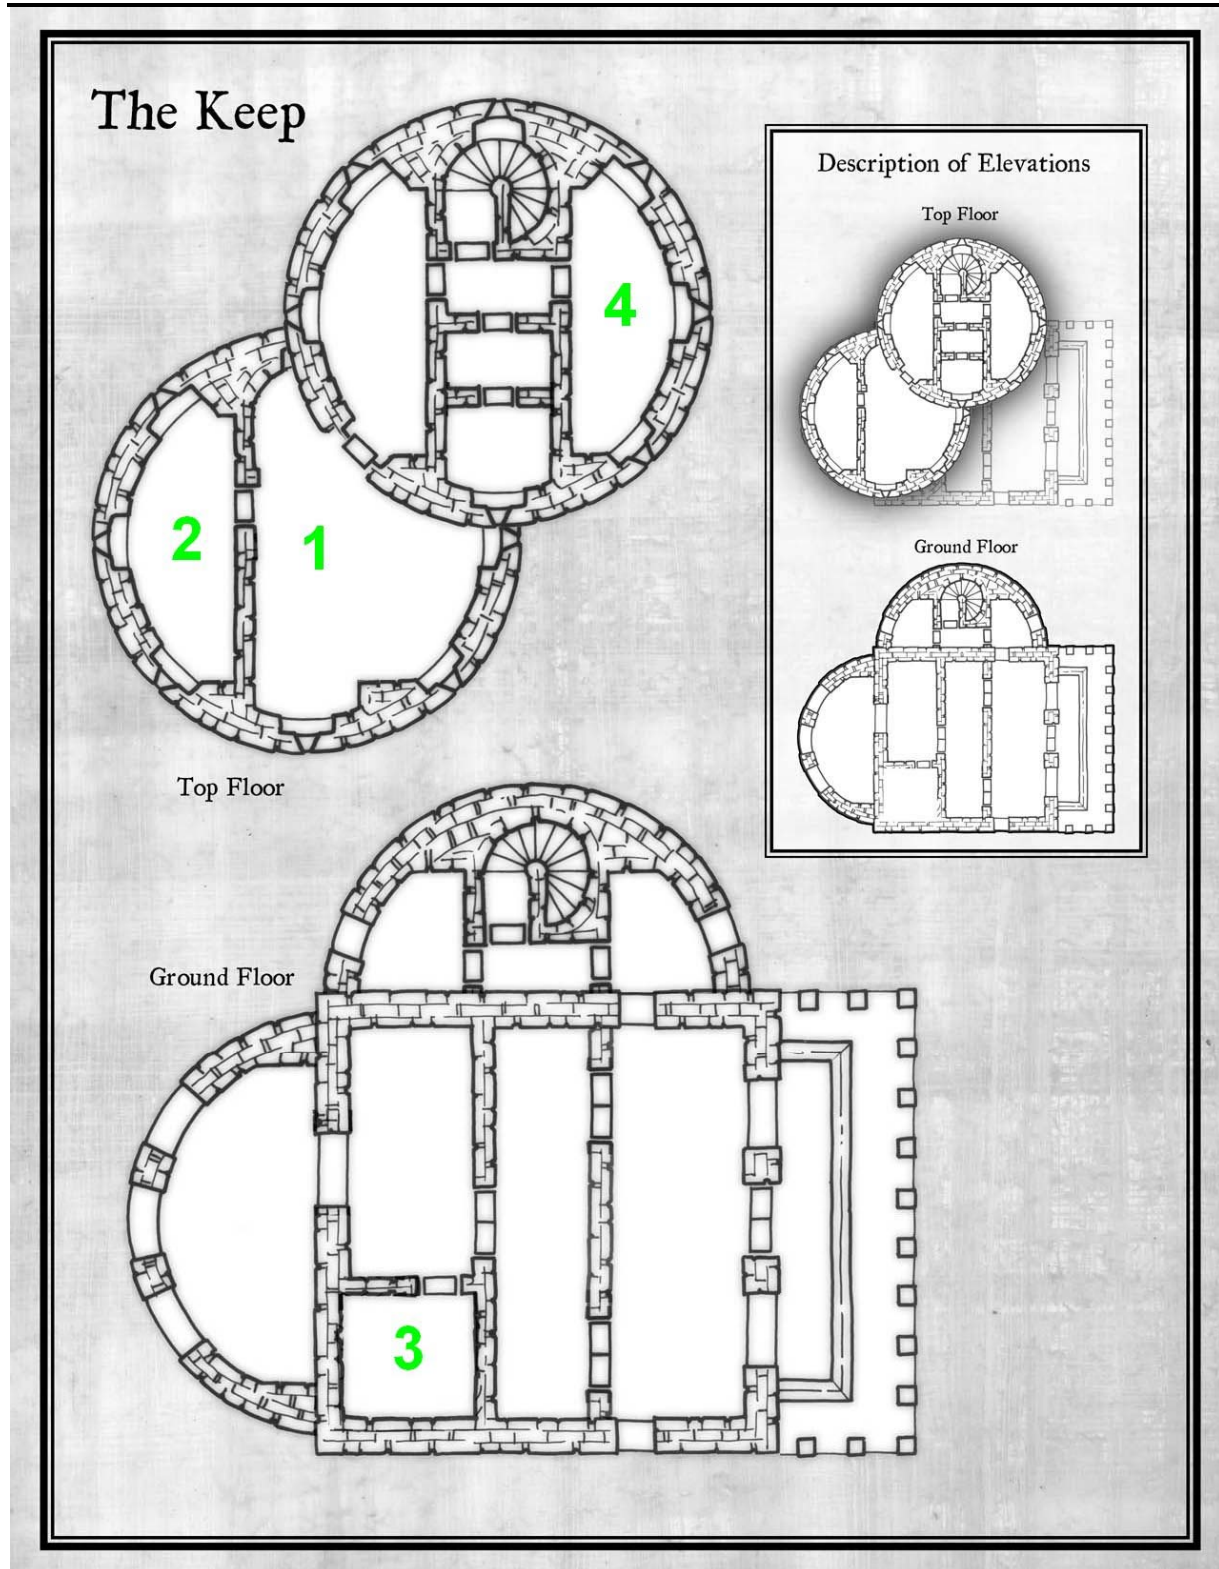 The Keep
Description of Elevations
Top Floor
Ground Floor
4
2
1
Top Floor
Ground Floor
3